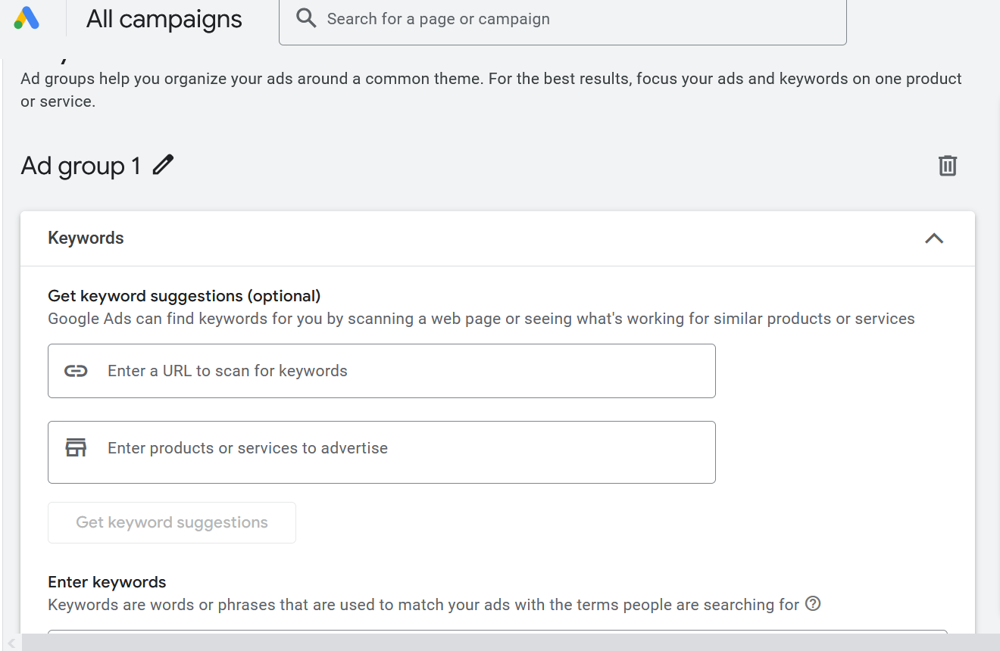 All campaigns
Search for a page or campaign
Ad groups help you organize your ads around a common theme. For the best results, focus your ads and keywords on one product
or service.
Ad group 1
Keywords
Get keyword suggestions (optional)
Google Ads can find keywords for you by scanning a web page or seeing what's working for similar products or services
Enter a URL to scan for keywords
Enter products or services to advertise
Get keyword suggestions
Enter keywords
Keywords are words or phrases that are used to match your ads with the terms people are searching for